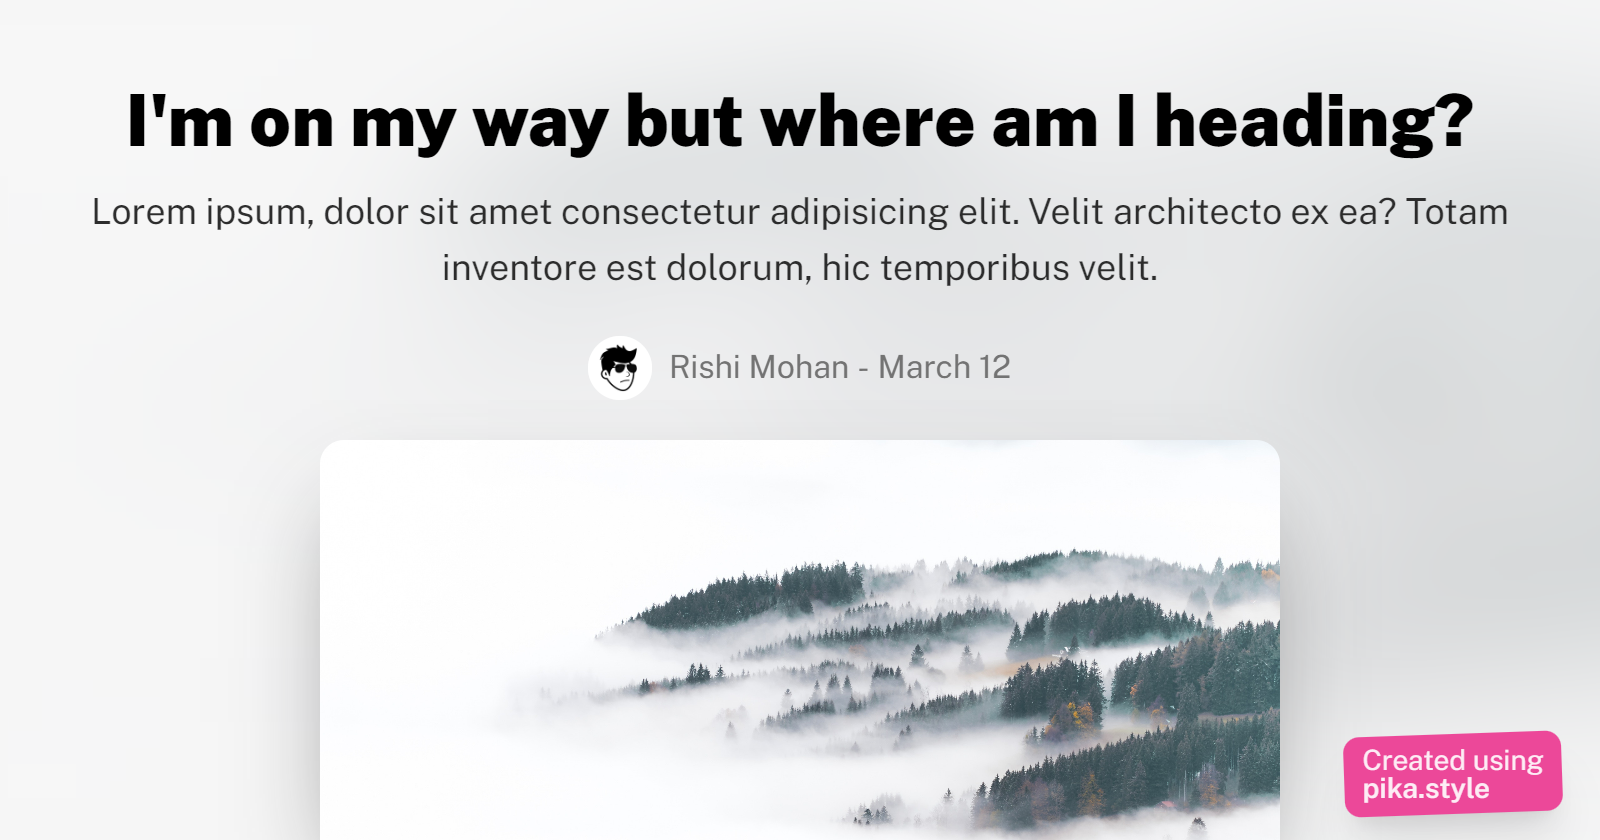 I'm on my way but where am I heading?
Lorem ipsum, dolor sit amet consectetur adipisicing elit. Velit architecto ex ea? Totam
inventore est dolorum, hic temporibus velit.
Rishi Mohan - March 12
Created using
pika.style